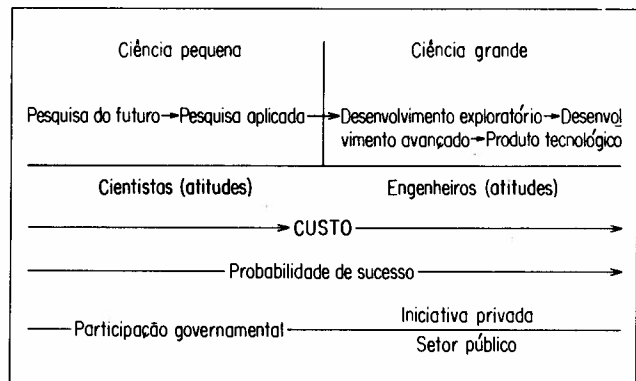 Ciência pequena
Ciência grande
Pesquisa do futuro→Pesquisa aplicada→Desenvolvimento exploratório→Desenvol
vimento avançado→Produto tecnológico
Cientistas (atitudes)
Engenheiros (atitudes)
CUSTO
Probabilidade de sucesso
Participação governamental
Iniciativa privada
Setor público